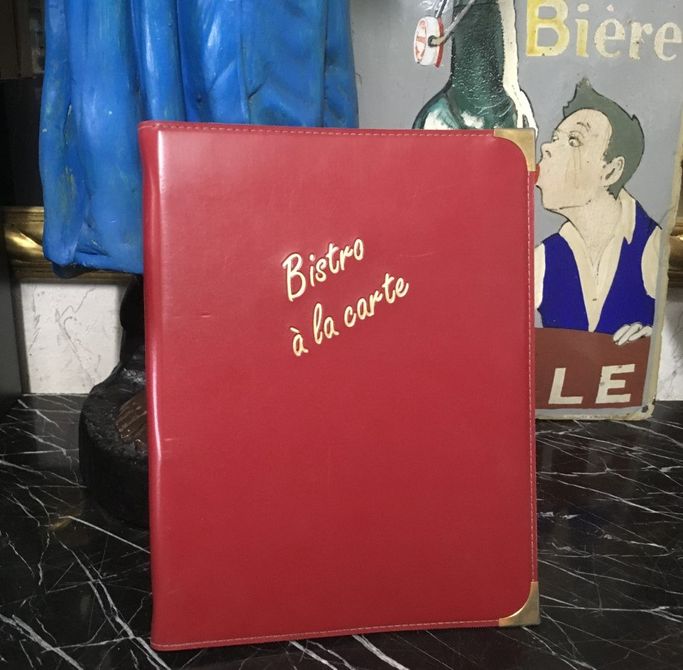 Bière
Bistro
à la carte
LE